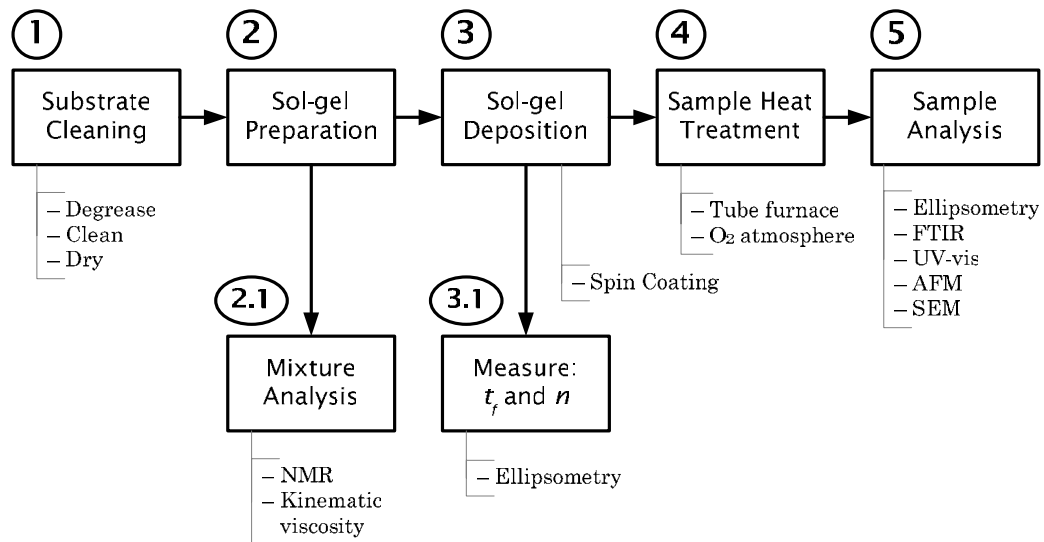 1
Substrate
Cleaning
– Degrease
– Clean
– Dry
2
Sol-gel
Preparation
3
Sol-gel
Deposition
– Spin Coating
4
Sample Heat
Treatment
– Tube furnace
– O₂ atmosphere
5
Sample
Analysis
– Ellipsometry
– FTIR
– UV-vis
– AFM
– SEM
2.1
Mixture
Analysis
– NMR
– Kinematic
viscosity
3.1
Measure:
t_f and n
– Ellipsometry